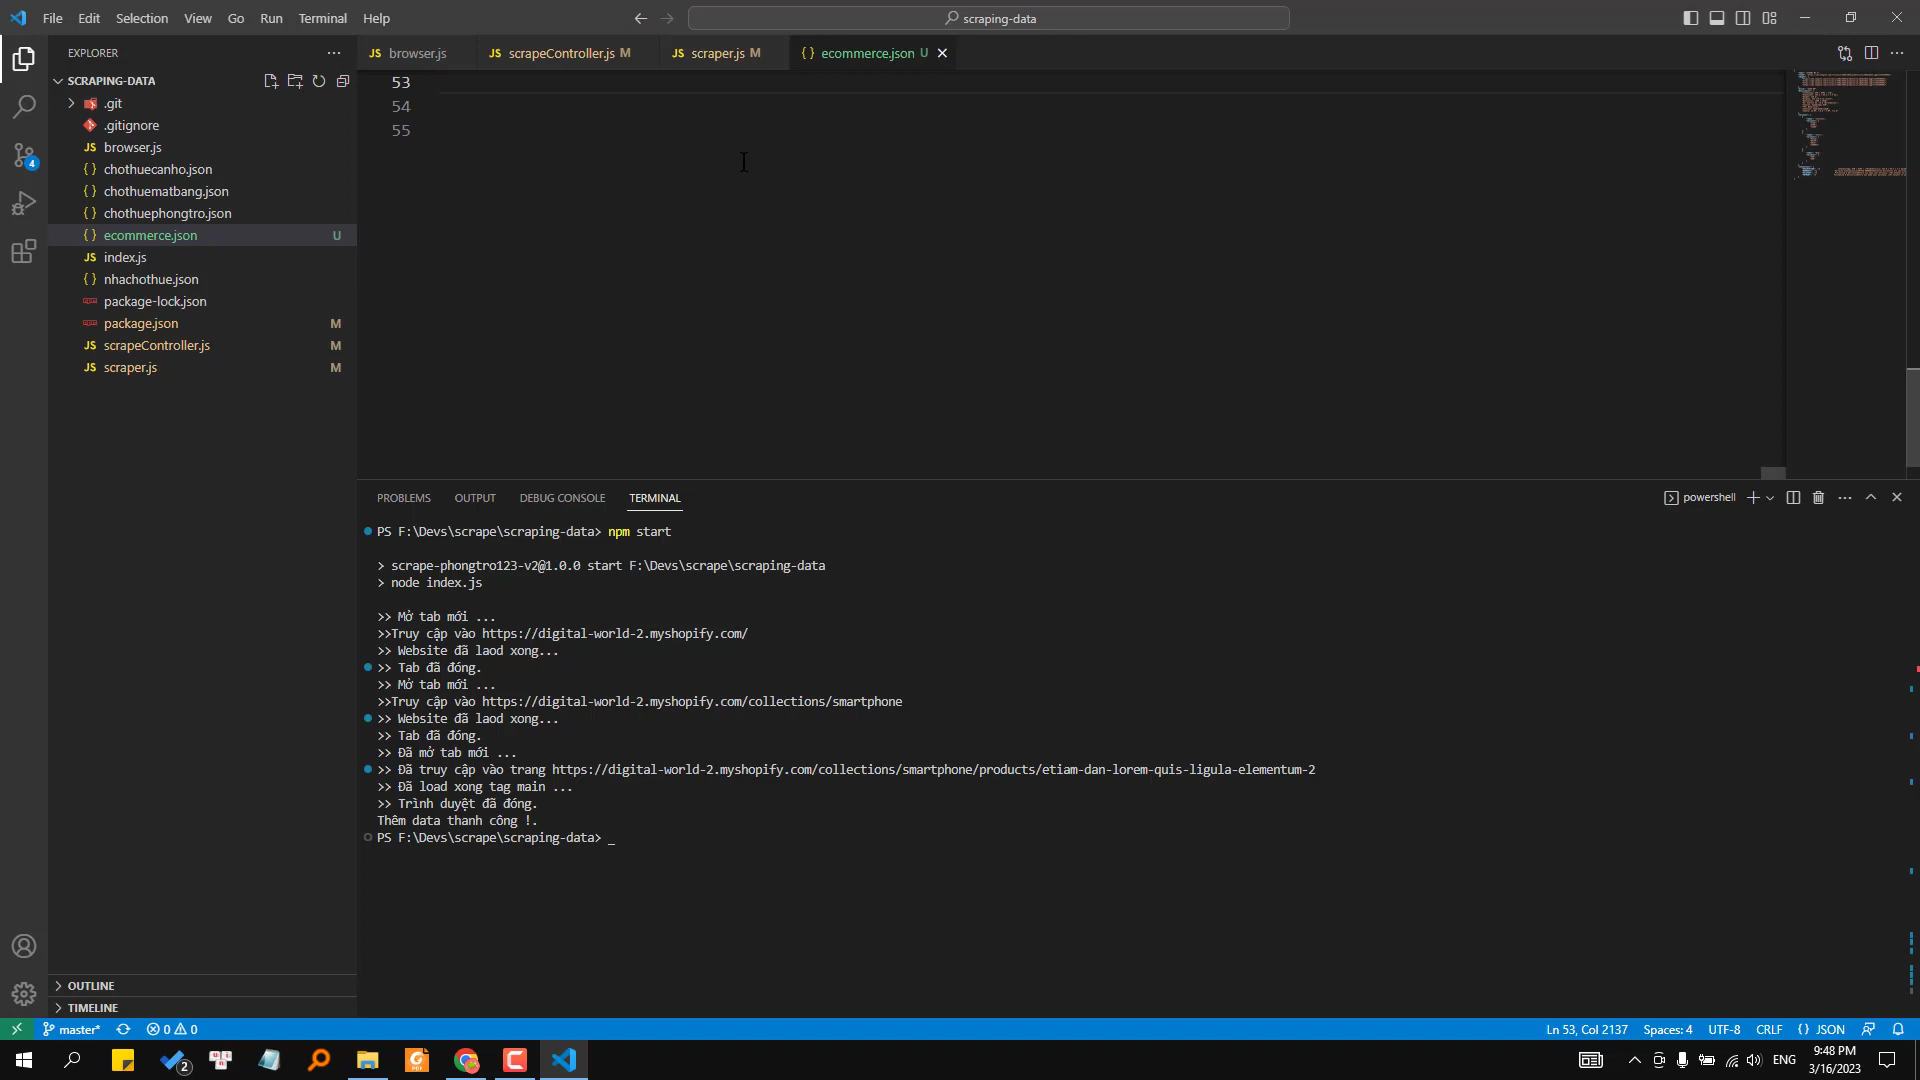 File Edit Selection View Go Run Terminal Help
scraping-data
EXPLORER
SCRAPING-DATA
.git
.gitignore
JS browser.js
{ } chothuecanho.json
{ } chothuematbang.json
{ } chothuephongtro.json
{ } ecommerce.json U
JS index.js
{ } nhachothue.json
package-lock.json
package.json M
JS scrapeController.js M
JS scraper.js M
OUTLINE
TIMELINE
4
JS browser.js
JS scrapeController.js M
JS scraper.js M
{ } ecommerce.json U
53
54
55
PROBLEMS OUTPUT DEBUG CONSOLE TERMINAL
powershell
PS F:\Devs\scrape\scraping-data> npm start
> scrape-phongtro123-v2@1.0.0 start F:\Devs\scrape\scraping-data
> node index.js
>> Mở tab mới ...
>>Truy cập vào https://digital-world-2.myshopify.com/
>> Website đã laod xong...
>> Tab đã đóng.
>> Mở tab mới ...
>>Truy cập vào https://digital-world-2.myshopify.com/collections/smartphone
>> Website đã laod xong...
>> Tab đã đóng.
>> Đã mở tab mới ...
>> Đã truy cập vào trang https://digital-world-2.myshopify.com/collections/smartphone/products/etiam-dan-lorem-quis-ligula-elementum-2
>> Đã load xong tag main ...
>> Trình duyệt đã đóng.
Thêm data thanh công !.
PS F:\Devs\scrape\scraping-data> _
master* 0 0
Ln 53, Col 2137 Spaces: 4 UTF-8 CRLF { } JSON
2
ENG
9:48 PM
3/16/2023